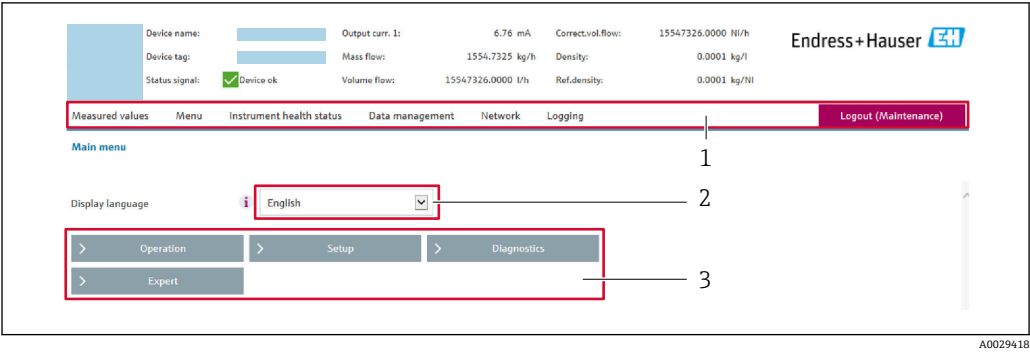 Device name: Output curr. 1: 6.76 mA Correct.vol.flow: 15547326.0000 Nl/h
Endress+Hauser EH
Device tag: Mass flow: 1554.7325 kg/h Density: 0.0001 kg/l
Status signal: Device ok Volume flow: 15547326.0000 l/h Ref.density: 0.0001 kg/Nl
Measured values Menu Instrument health status Data management Network Logging Logout (Maintenance)
1
Main menu
Display language i English 2
> Operation > Setup > Diagnostics
> Expert 3
A0029418